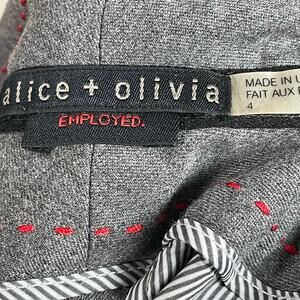 alice + olivia
EMPLOYED.
MADE IN
FAIT AUX
4